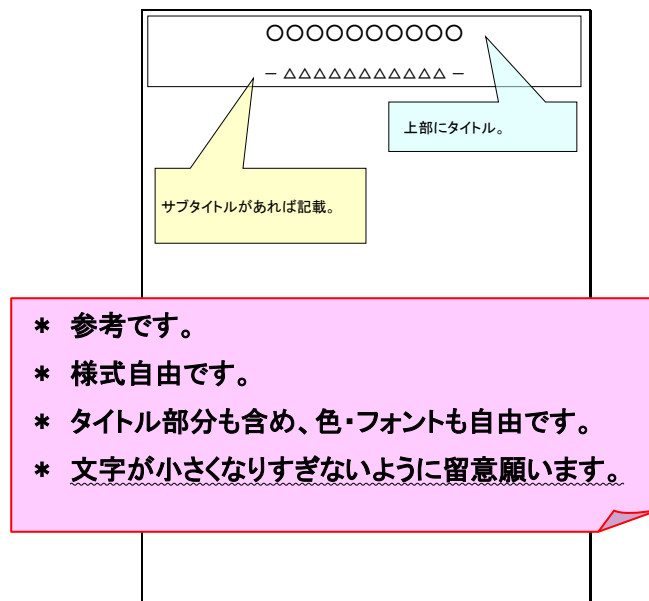 ○○○○○○○○○○
－ △△△△△△△△△△△ －
上部にタイトル。
サブタイトルがあれば記載。
＊ 参考です。
＊ 様式自由です。
＊ タイトル部分も含め、色・フォントも自由です。
＊ 文字が小さくなりすぎないように留意願います。